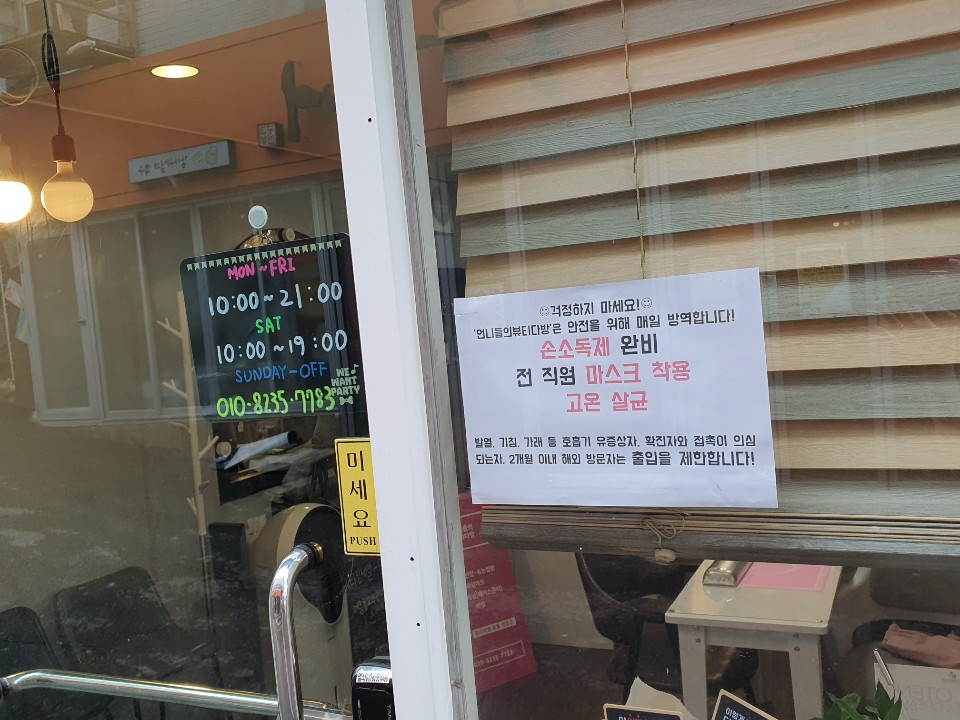 MON ~ FRI
10:00 ~ 21:00
SAT
10:00 ~ 19:00
SUNDAY - OFF
010-8235-7783
WE♪
WANT
PARTY
미세요
PUSH
☺걱정하지 마세요!☺
'언니들의뷰티다방'은 안전을 위해 매일 방역합니다!
손소독제 완비
전 직원 마스크 착용
고온 살균
발열, 기침, 가래 등 호흡기 유증상자, 확진자와 접촉이 의심
되는자, 2개월 이내 해외 방문자는 출입을 제한합니다!